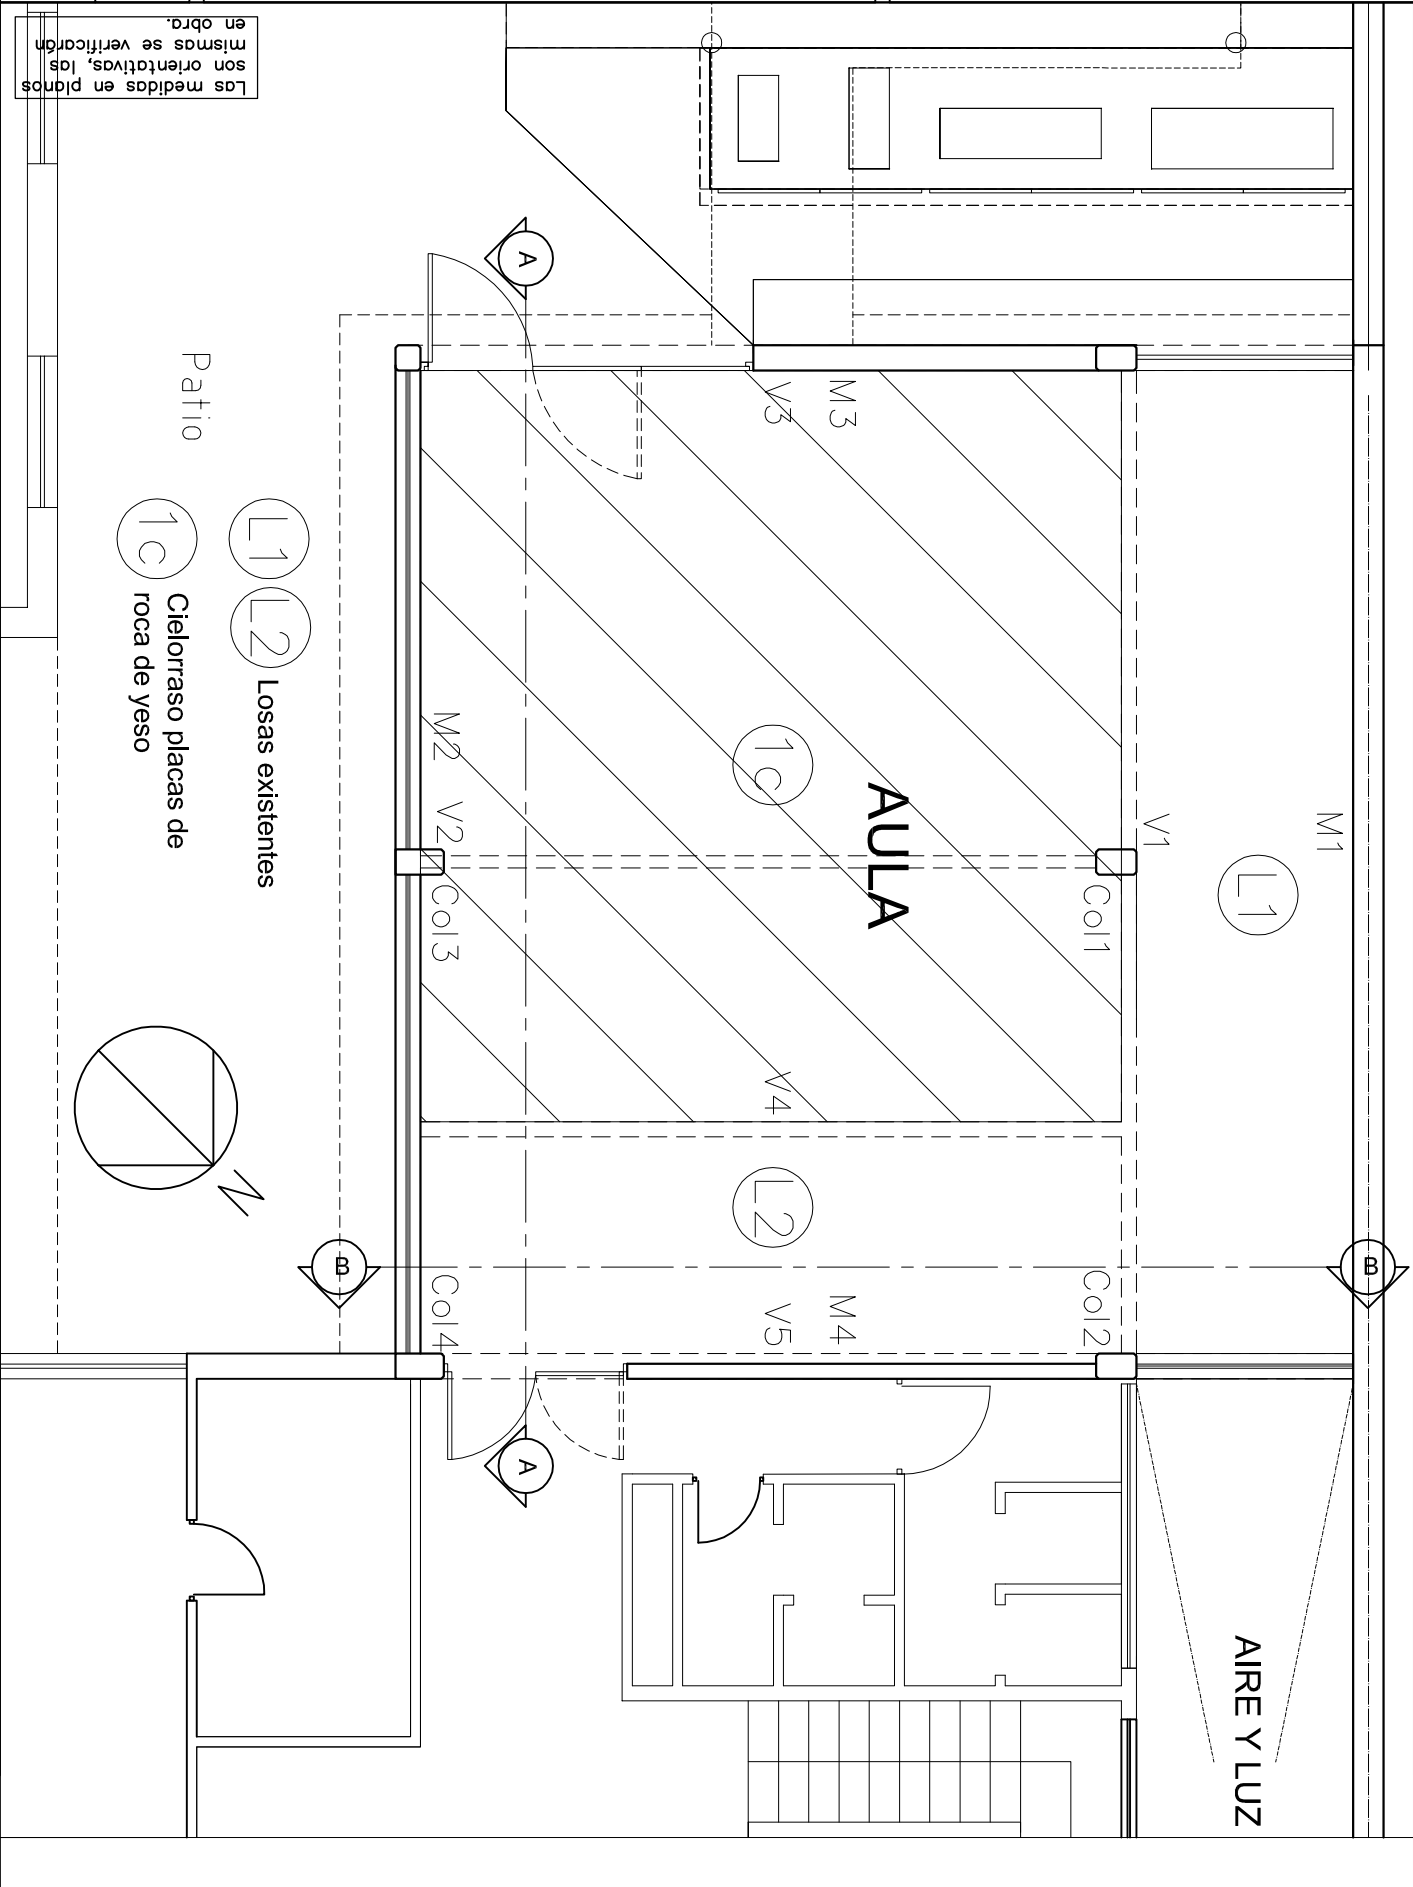 Las medidas en planos
son orientativas, las
mismas se verificarán
en obra.
A
Patio
L1
L2
Losas existentes
1c
Cielorraso placas de
roca de yeso
M3
V3
1c
AULA
M1
V1
L1
M2
V2
Col3
Col1
V4
L2
N
B
B
Col4
V5
M4
Col2
A
AIRE Y LUZ